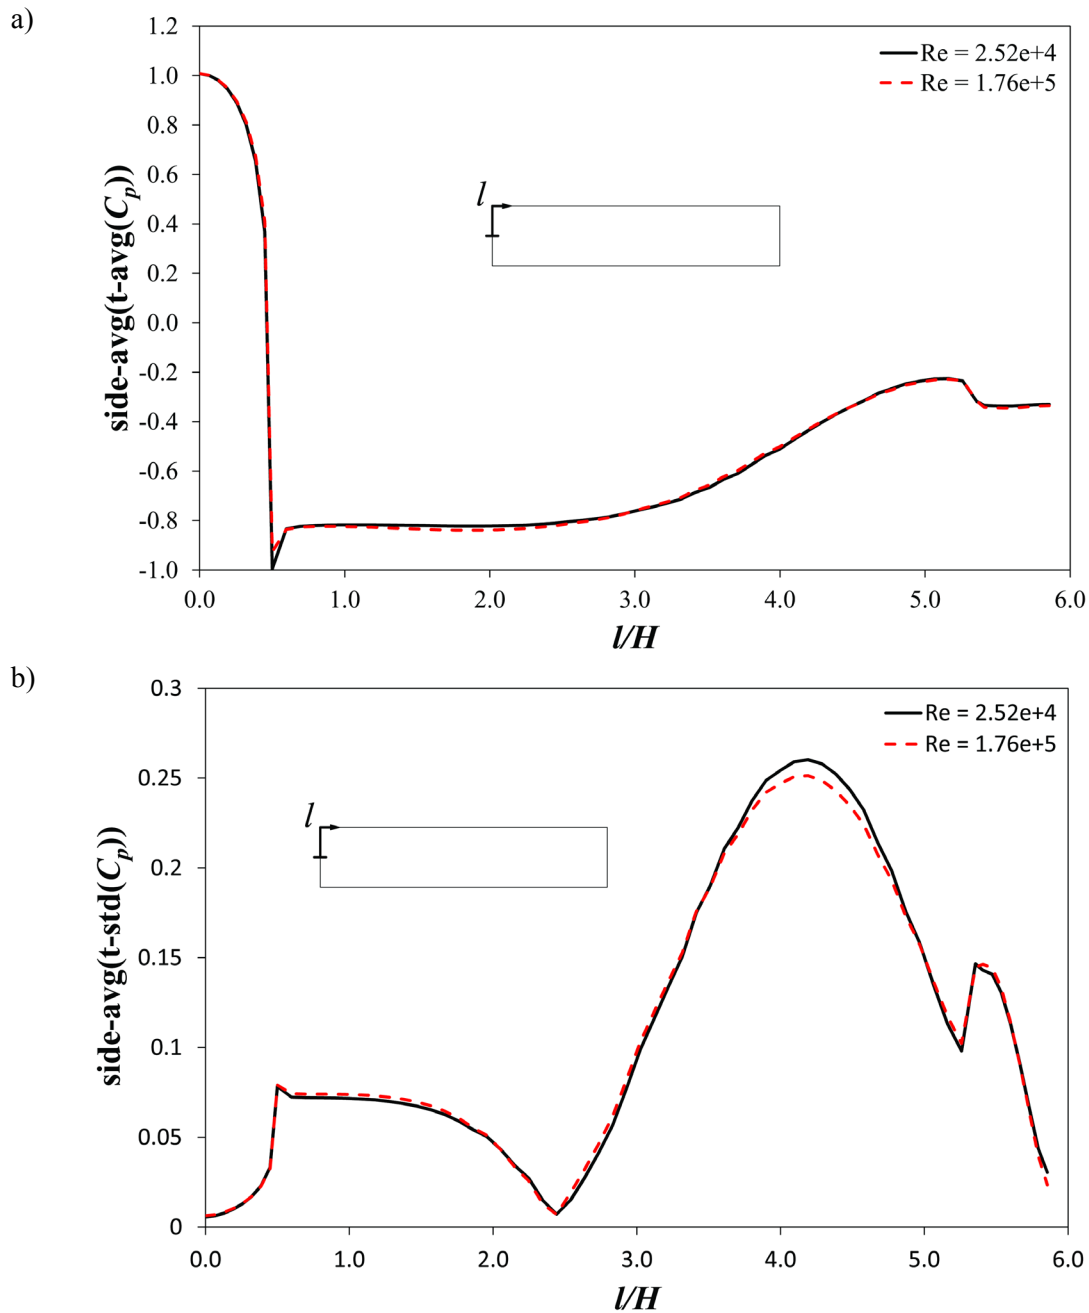 a)
side-avg(t-avg(Cp))
1.2
1.0
0.8
0.6
0.4
0.2
0.0
-0.2
-0.4
-0.6
-0.8
-1.0
Re = 2.52e+4
Re = 1.76e+5
l
0.0 1.0 2.0 3.0 4.0 5.0 6.0
l/H
b)
side-avg(t-std(Cp))
0.3
0.25
0.2
0.15
0.1
0.05
0
Re = 2.52e+4
Re = 1.76e+5
l
0.0 1.0 2.0 3.0 4.0 5.0 6.0
l/H